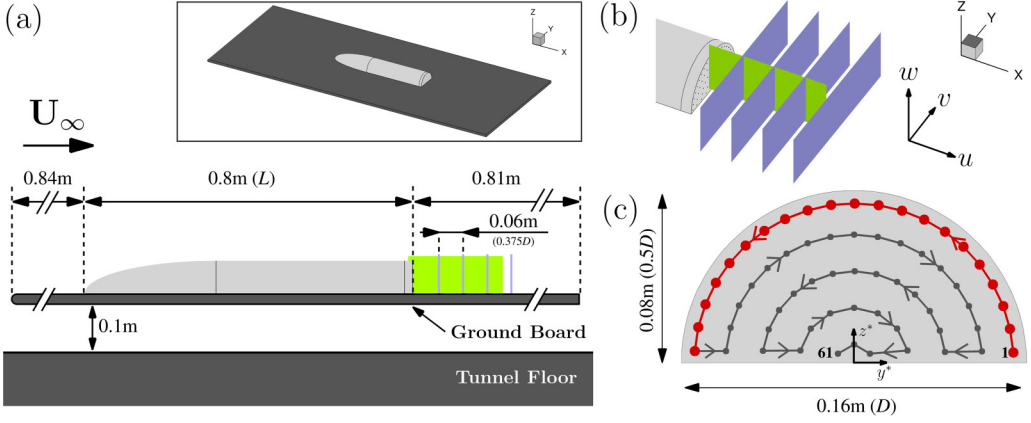 (a)
Z
Y
X
U∞
0.84m
0.8m (L)
0.81m
0.06m
(0.375D)
0.1m
Ground Board
Tunnel Floor
(b)
Z
Y
X
w
v
u
(c)
0.08m (0.5D)
z*
61
1
y*
0.16m (D)